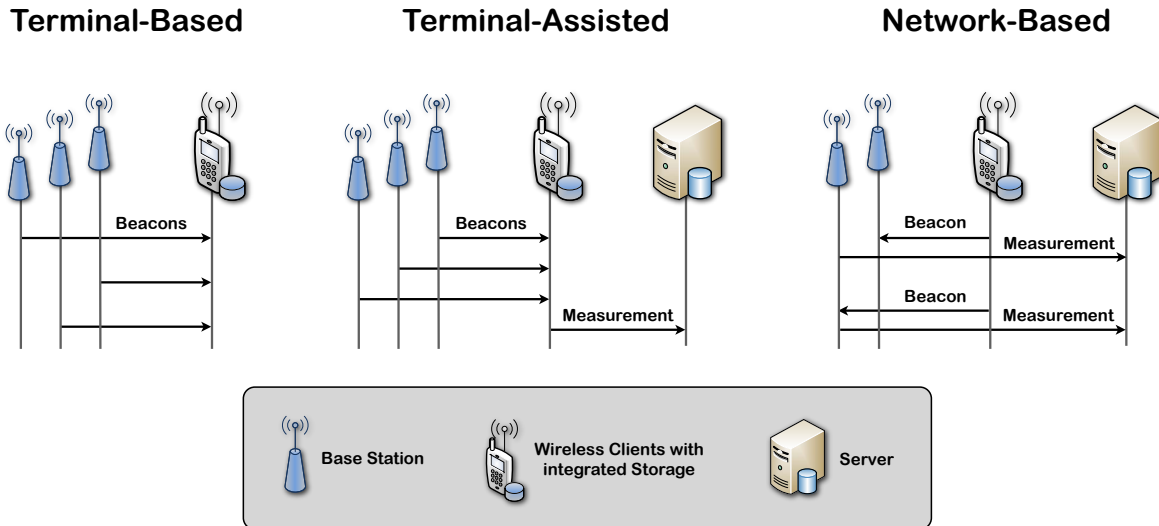 Terminal-Based
Terminal-Assisted
Network-Based
Beacons
Beacons
Measurement
Beacon
Measurement
Beacon
Measurement
Base Station
Wireless Clients with
integrated Storage
Server